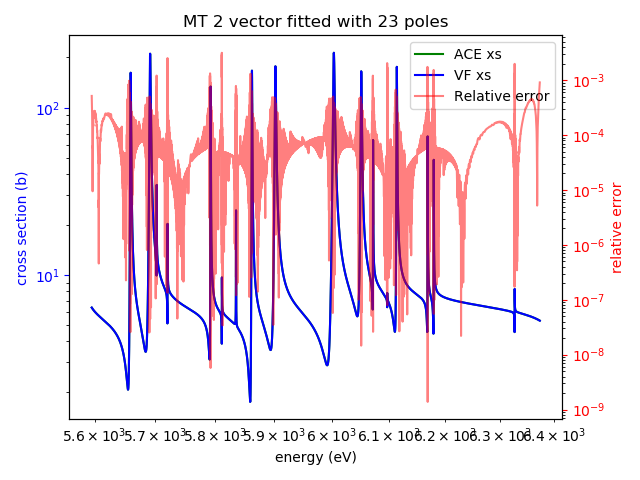 MT 2 vector fitted with 23 poles
ACE xs
VF xs
Relative error
cross section (b)
10²
10¹
relative error
10⁻³
10⁻⁴
10⁻⁵
10⁻⁶
10⁻⁷
10⁻⁸
10⁻⁹
5.6 × 10³ 5.7 × 10³ 5.8 × 10³ 5.9 × 10³ 6 × 10³ 6.1 × 10³ 6.2 × 10³ 6.3 × 10³ 6.4 × 10³
energy (eV)